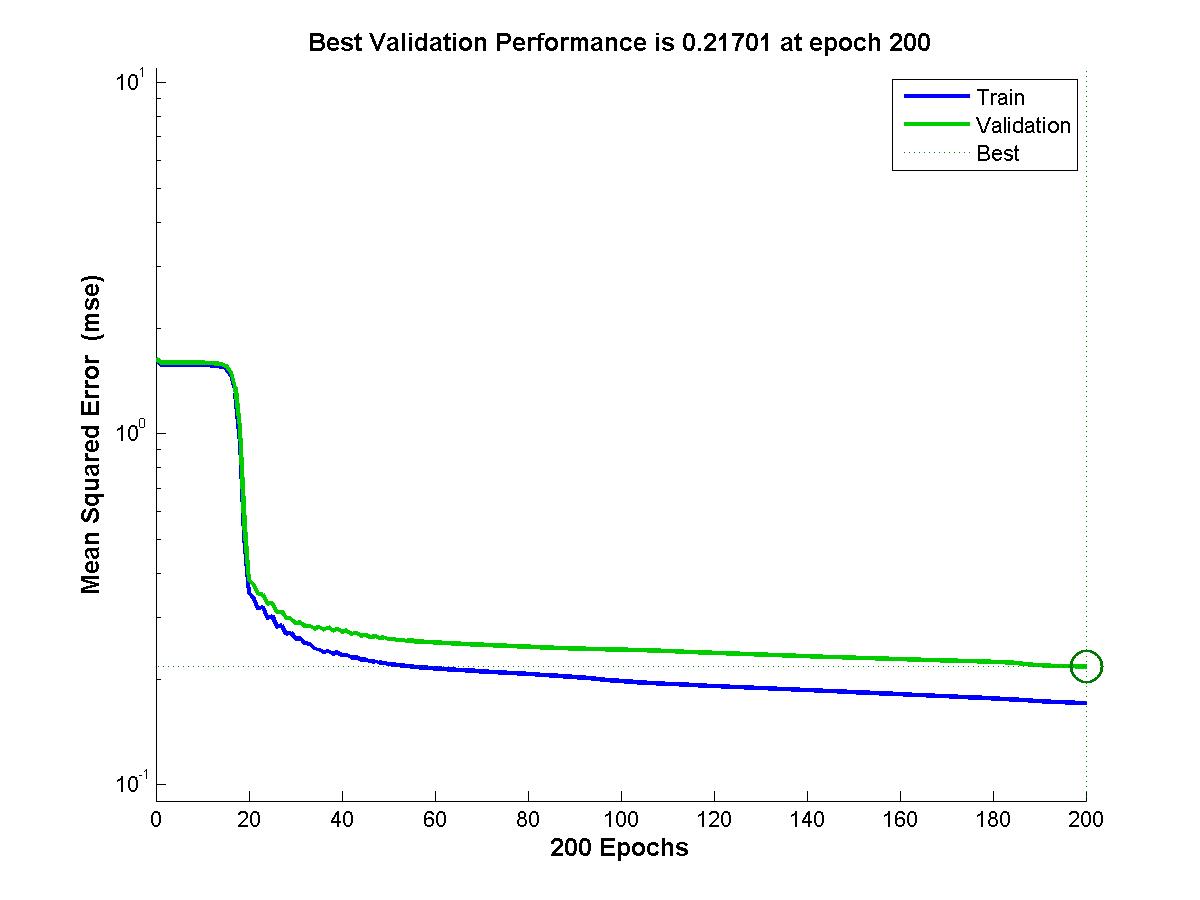 Best Validation Performance is 0.21701 at epoch 200
Train
Validation
Best
Mean Squared Error (mse)
10^1
10^0
10^-1
0 20 40 60 80 100 120 140 160 180 200
200 Epochs